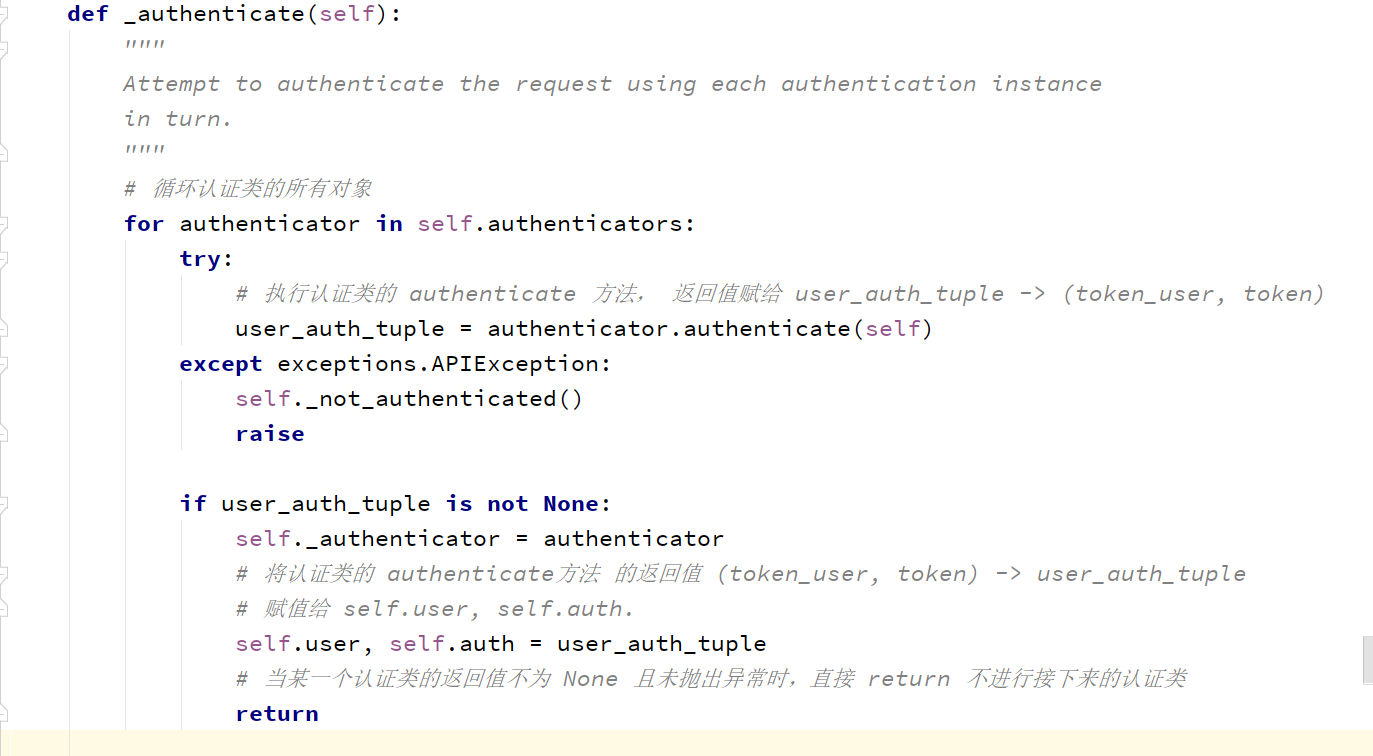 def _authenticate(self):
"""
Attempt to authenticate the request using each authentication instance
in turn.
"""
# 循环认证类的所有对象
for authenticator in self.authenticators:
try:
# 执行认证类的 authenticate 方法， 返回值赋给 user_auth_tuple -> (token_user, token)
user_auth_tuple = authenticator.authenticate(self)
except exceptions.APIException:
self._not_authenticated()
raise
if user_auth_tuple is not None:
self._authenticator = authenticator
# 将认证类的 authenticate方法 的返回值 (token_user, token) -> user_auth_tuple
# 赋值给 self.user, self.auth.
self.user, self.auth = user_auth_tuple
# 当某一个认证类的返回值不为 None 且未抛出异常时，直接 return 不进行接下来的认证类
return